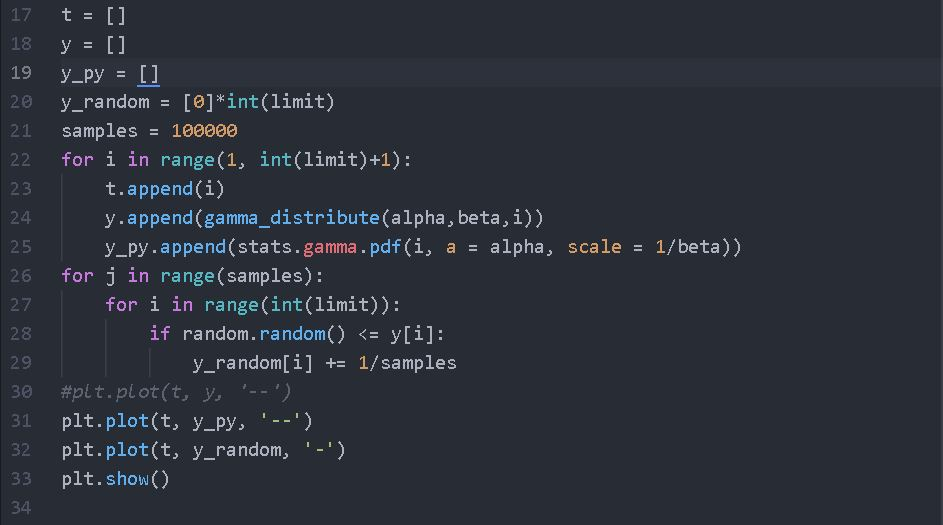 17 t = []
18 y = []
19 y_py = []
20 y_random = [0]*int(limit)
21 samples = 100000
22 for i in range(1, int(limit)+1):
23     t.append(i)
24     y.append(gamma_distribute(alpha,beta,i))
25     y_py.append(stats.gamma.pdf(i, a = alpha, scale = 1/beta))
26 for j in range(samples):
27     for i in range(int(limit)):
28         if random.random() <= y[i]:
29             y_random[i] += 1/samples
30 #plt.plot(t, y, '--')
31 plt.plot(t, y_py, '--')
32 plt.plot(t, y_random, '-')
33 plt.show()
34